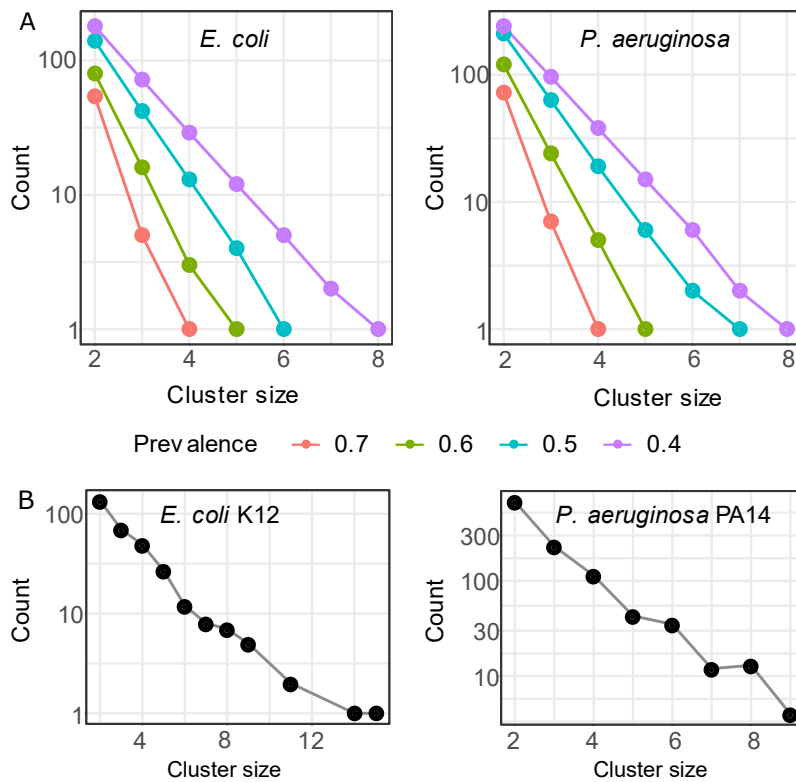 A
E. coli
P. aeruginosa
Count
100
10
1
2
4
6
8
Cluster size
Count
100
10
1
2
4
6
8
Cluster size
Prevalence 0.7 0.6 0.5 0.4
B
E. coli K12
P. aeruginosa PA14
Count
100
10
1
4
8
12
Cluster size
Count
300
100
30
10
2
4
6
8
Cluster size